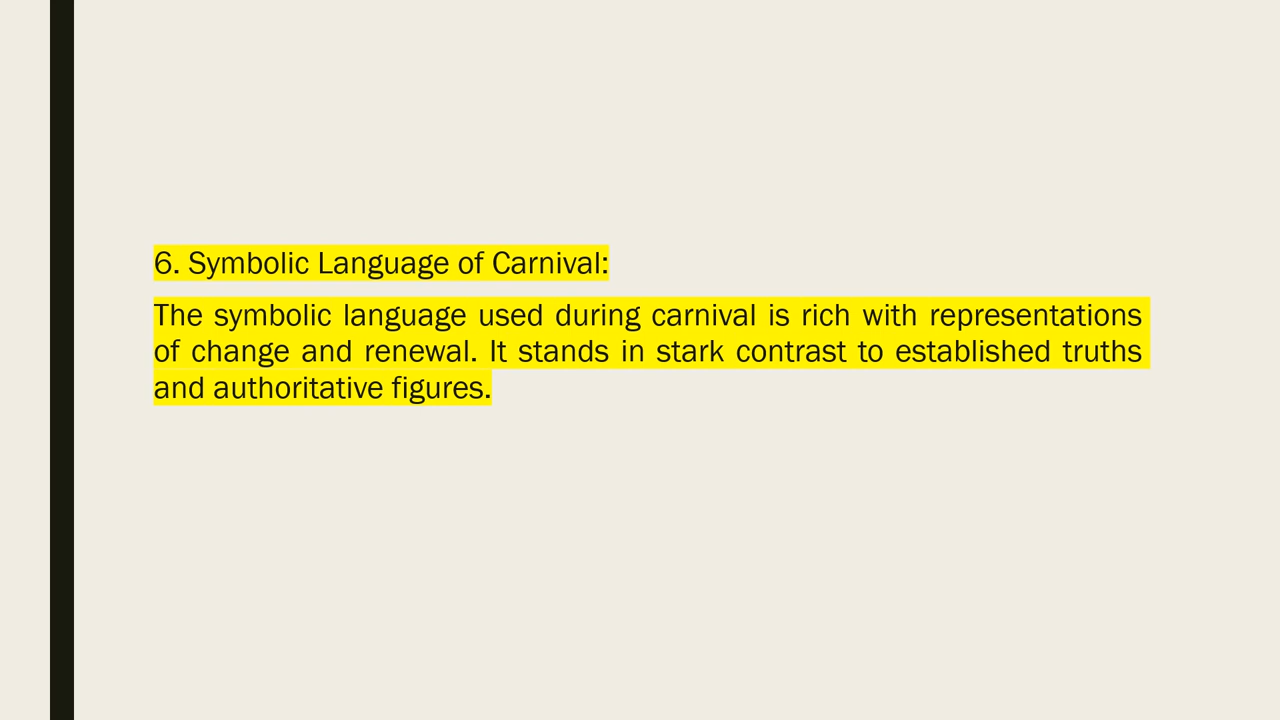 6. Symbolic Language of Carnival:
The symbolic language used during carnival is rich with representations
of change and renewal. It stands in stark contrast to established truths
and authoritative figures.